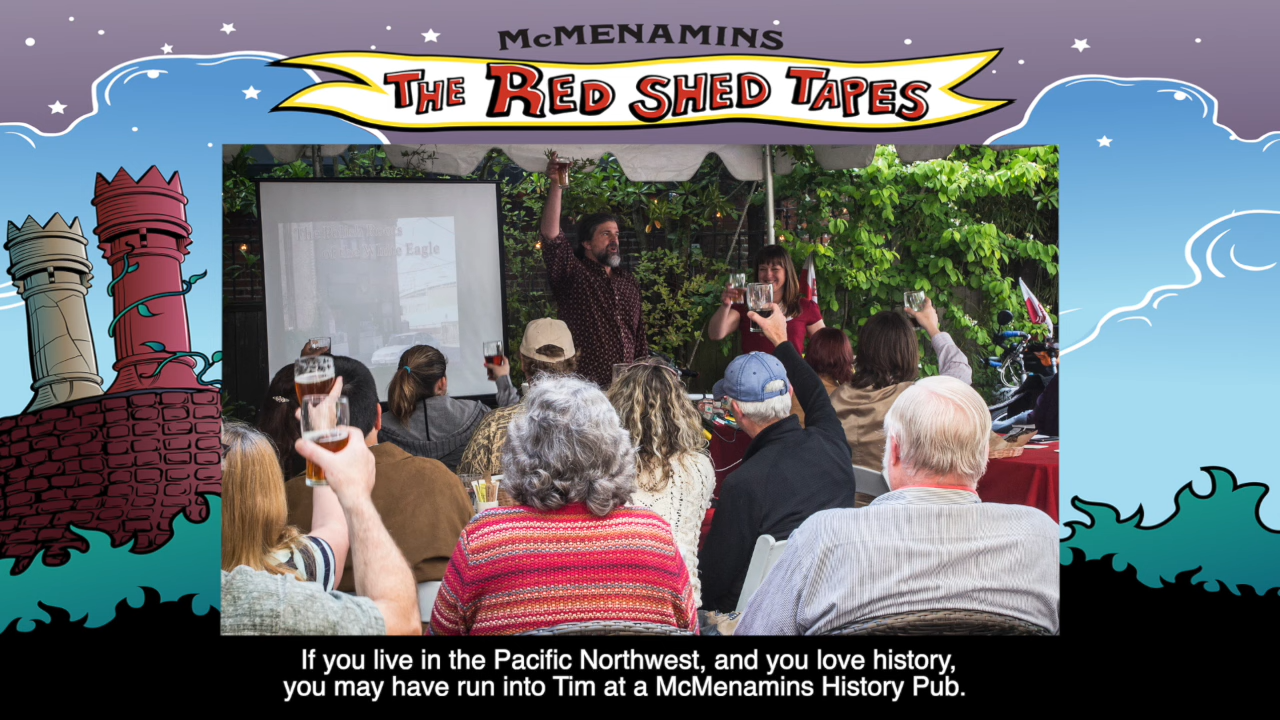 McMENAMINS
THE RED SHED TAPES
Eagle
If you live in the Pacific Northwest, and you love history,
you may have run into Tim at a McMenamins History Pub.